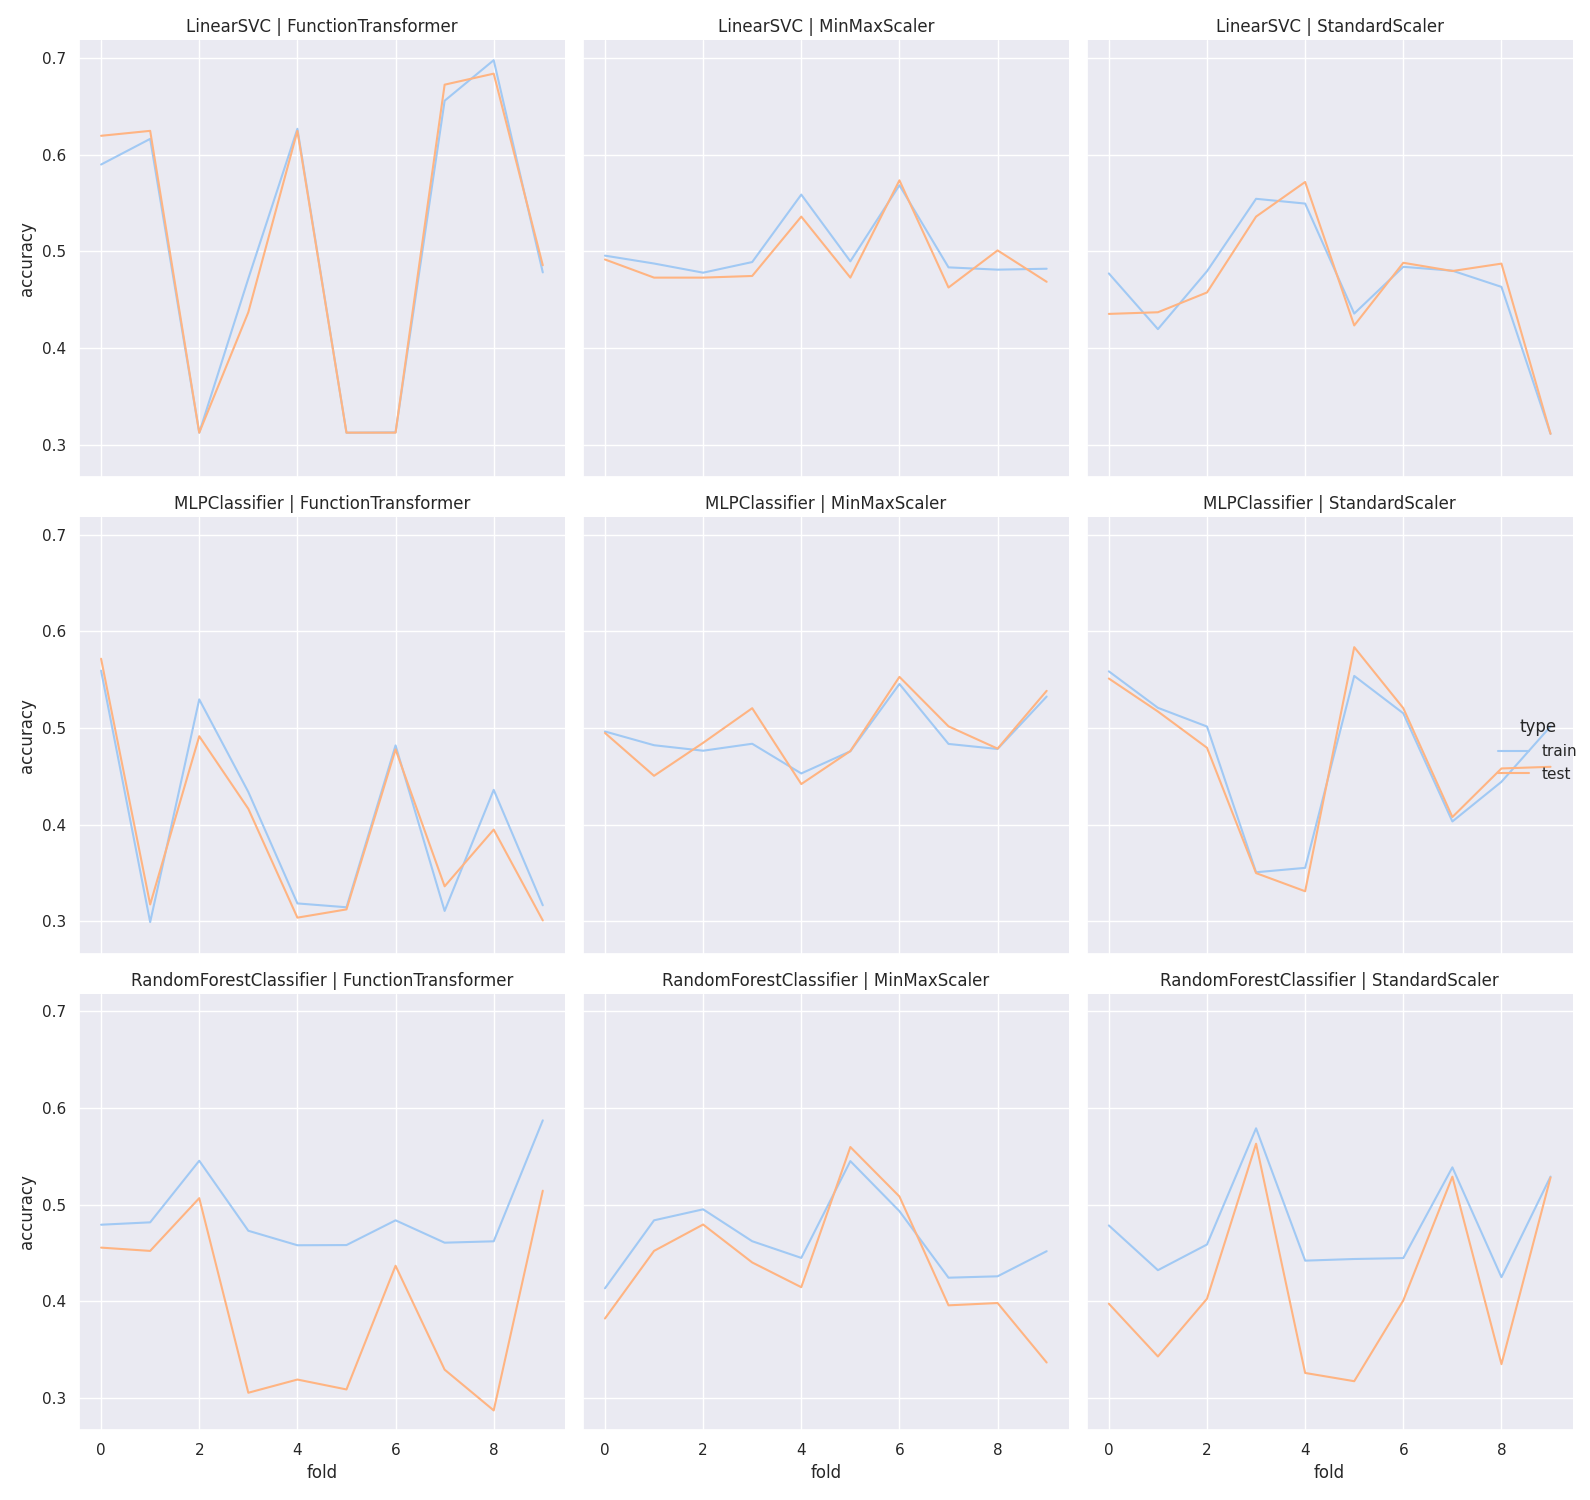 LinearSVC | FunctionTransformer
LinearSVC | MinMaxScaler
LinearSVC | StandardScaler
0.7
0.6
0.5
0.4
0.3
accuracy
MLPClassifier | FunctionTransformer
MLPClassifier | MinMaxScaler
MLPClassifier | StandardScaler
0.7
0.6
0.5
0.4
0.3
accuracy
type
train
test
RandomForestClassifier | FunctionTransformer
RandomForestClassifier | MinMaxScaler
RandomForestClassifier | StandardScaler
0.7
0.6
0.5
0.4
0.3
accuracy
0 2 4 6 8
fold
0 2 4 6 8
fold
0 2 4 6 8
fold